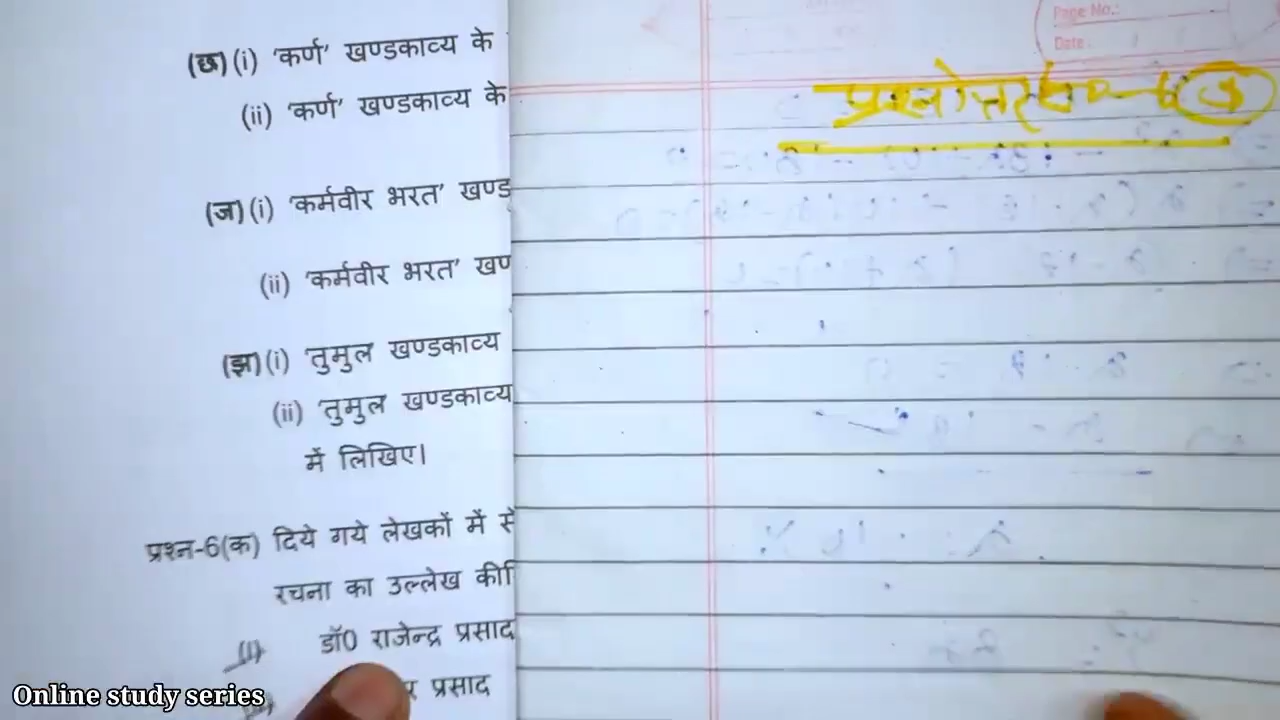 (छ) (i) 'कर्ण' खण्डकाव्य के
(ii) 'कर्ण' खण्डकाव्य के
(ज) (i) 'कर्मवीर भरत' खण्ड
(ii) 'कर्मवीर भरत' खण
(झ) (i) 'तुमुल खण्डकाव्य
(ii) 'तुमुल खण्डकाव्य
में लिखिए।
प्रश्न-6(क) दिये गये लेखकों में से
रचना का उल्लेख की
(i) डॉ0 राजेन्द्र प्रसाद
प्रसाद
Page No.:
Date:
Online study series